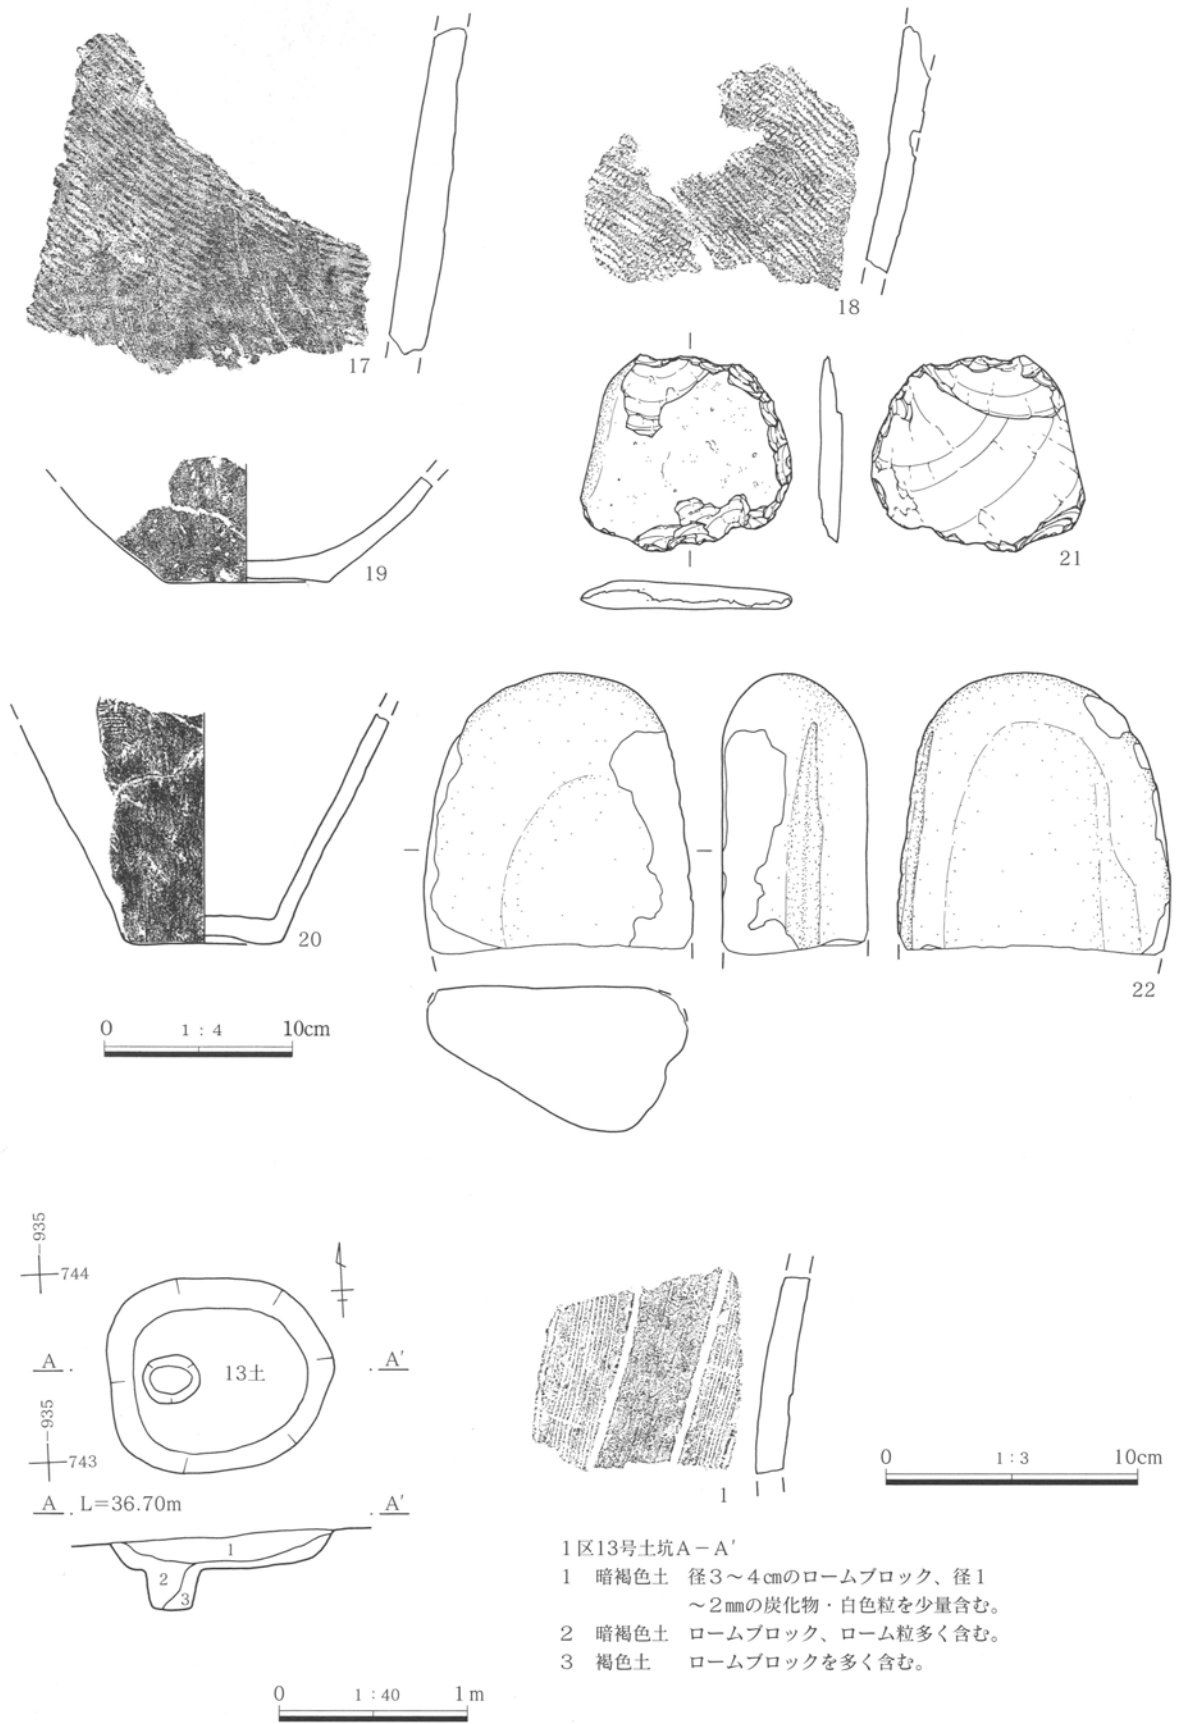 17
18
19
21
20
22
0 1:4 10cm
935
744
A A′
13土
935
743
A L=36.70m A′
1
2
3
1
0 1:3 10cm
1区13号土坑A－A′
1 暗褐色土 径3～4㎝のロームブロック、径1
～2㎜の炭化物・白色粒を少量含む。
2 暗褐色土 ロームブロック、ローム粒多く含む。
3 褐色土 ロームブロックを多く含む。
0 1:40 1m